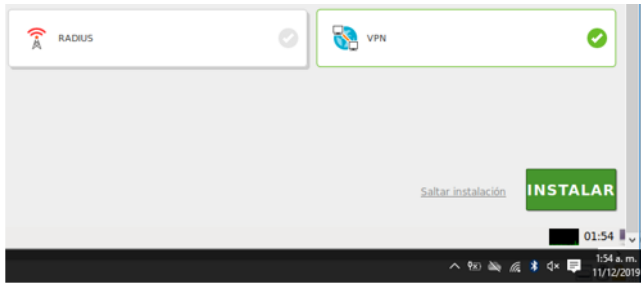 RADIUS
VPN
Saltar instalación
INSTALAR
01:54
1:54 a. m.
11/12/2019